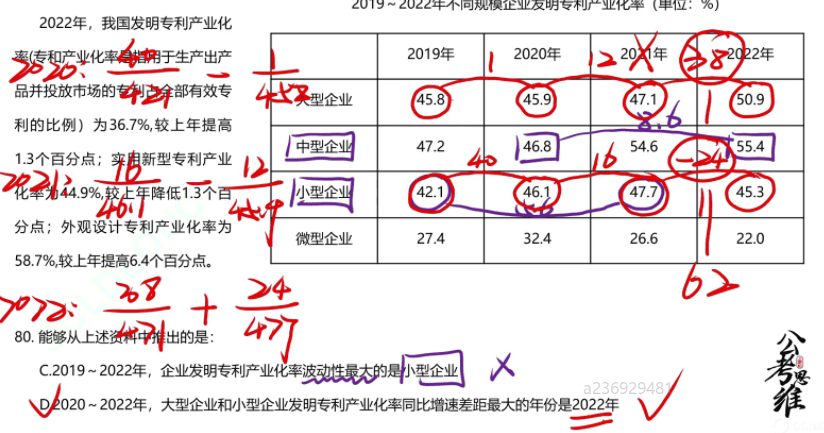 2019～2022年不同规模企业发明专利产业化率（单位：%）
2022年，我国发明专利产业化
率(专利产业化率是指用于生产出产
品并投放市场的专利占全部有效专
利的比例）为36.7%,较上年提高
1.3个百分点；实用新型专利产业
化率为44.9%,较上年降低1.3个百
分点；外观设计专利产业化率为
58.7%,较上年提高6.4个百分点。
2019年 2020年 2021年 2022年
大型企业 45.8 45.9 47.1 50.9
中型企业 47.2 46.8 54.6 55.4
小型企业 42.1 46.1 47.7 45.3
微型企业 27.4 32.4 26.6 22.0
1 12 38
8.6
40 16 -24
62
2020: 40/421 - 1/458
2021: 16/461 - 12/459
2022: 38/471 + 24/477
80. 能够从上述资料中推出的是：
C.2019～2022年，企业发明专利产业化率波动性最大的是小型企业
D.2020～2022年，大型企业和小型企业发明专利产业化率同比增速差距最大的年份是2022年
a236929481
公考思维